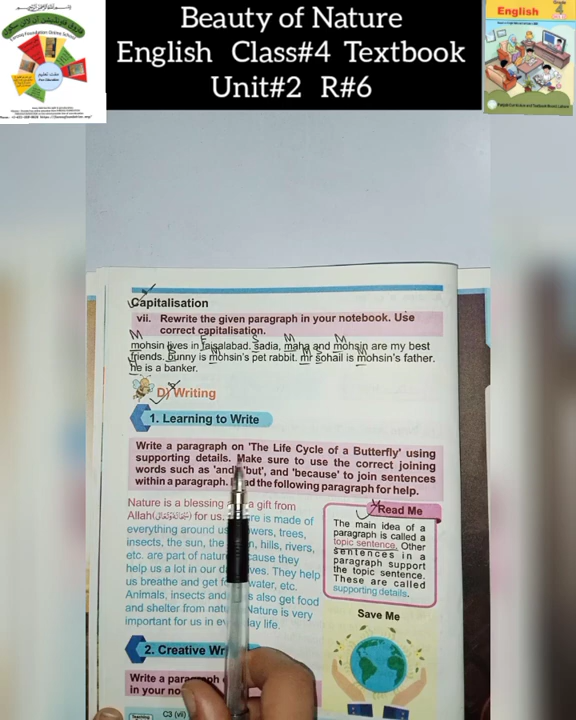 Beauty of Nature
English Class#4 Textbook
Unit#2 R#6
English
4
Capitalisation
vii. Rewrite the given paragraph in your notebook. Use
correct capitalisation.
mohsin lives in faisalabad. sadia, maha and mohsin are my best
friends. bunny is mohsin's pet rabbit. mr sohail is mohsin's father.
he is a banker.
D) Writing
1. Learning to Write
Write a paragraph on 'The Life Cycle of a Butterfly' using
supporting details. Make sure to use the correct joining
words such as 'and' 'but', and 'because' to join sentences
within a paragraph. the following paragraph for help.
Nature is a blessing a gift from
Allah for us. is made of
everything around us trees,
insects, the sun, the hills, rivers,
etc. are part of nature they
help us a lot in our They help
us breathe and get water, etc.
Animals, insects and also get food
and shelter from Nature is very
important for us in life.
Read Me
The main idea of a
paragraph is called a
topic sentence. Other
sentences in a
paragraph support
the topic sentence.
These are called
supporting details.
Save Me
2. Creative
Write a
in your
C3 (vii)